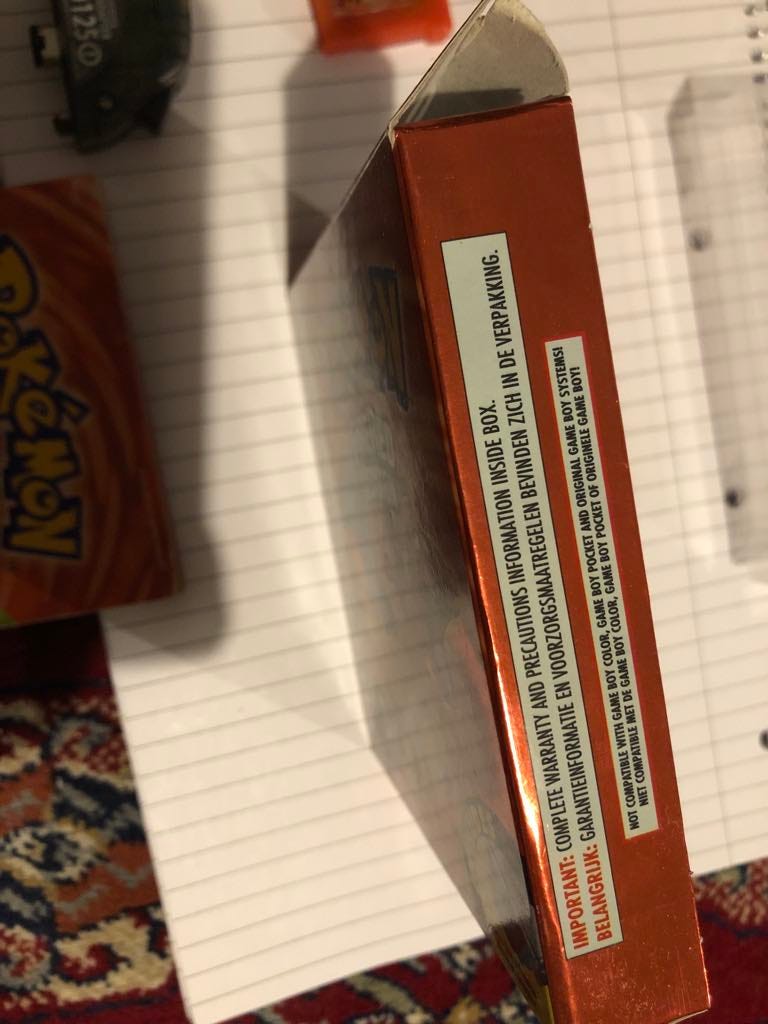 IMPORTANT: COMPLETE WARRANTY AND PRECAUTIONS INFORMATION INSIDE BOX.
BELANGRIJK: GARANTIEINFORMATIE EN VOORZORGSMAATREGELEN BEVINDEN ZICH IN DE VERPAKKING.
NOT COMPATIBLE WITH GAME BOY COLOR, GAME BOY POCKET AND ORIGINAL GAME BOY SYSTEMS!
NIET COMPATIBLE MET DE GAME BOY COLOR, GAME BOY POCKET OF ORIGINELE GAME BOY!
POKéMON